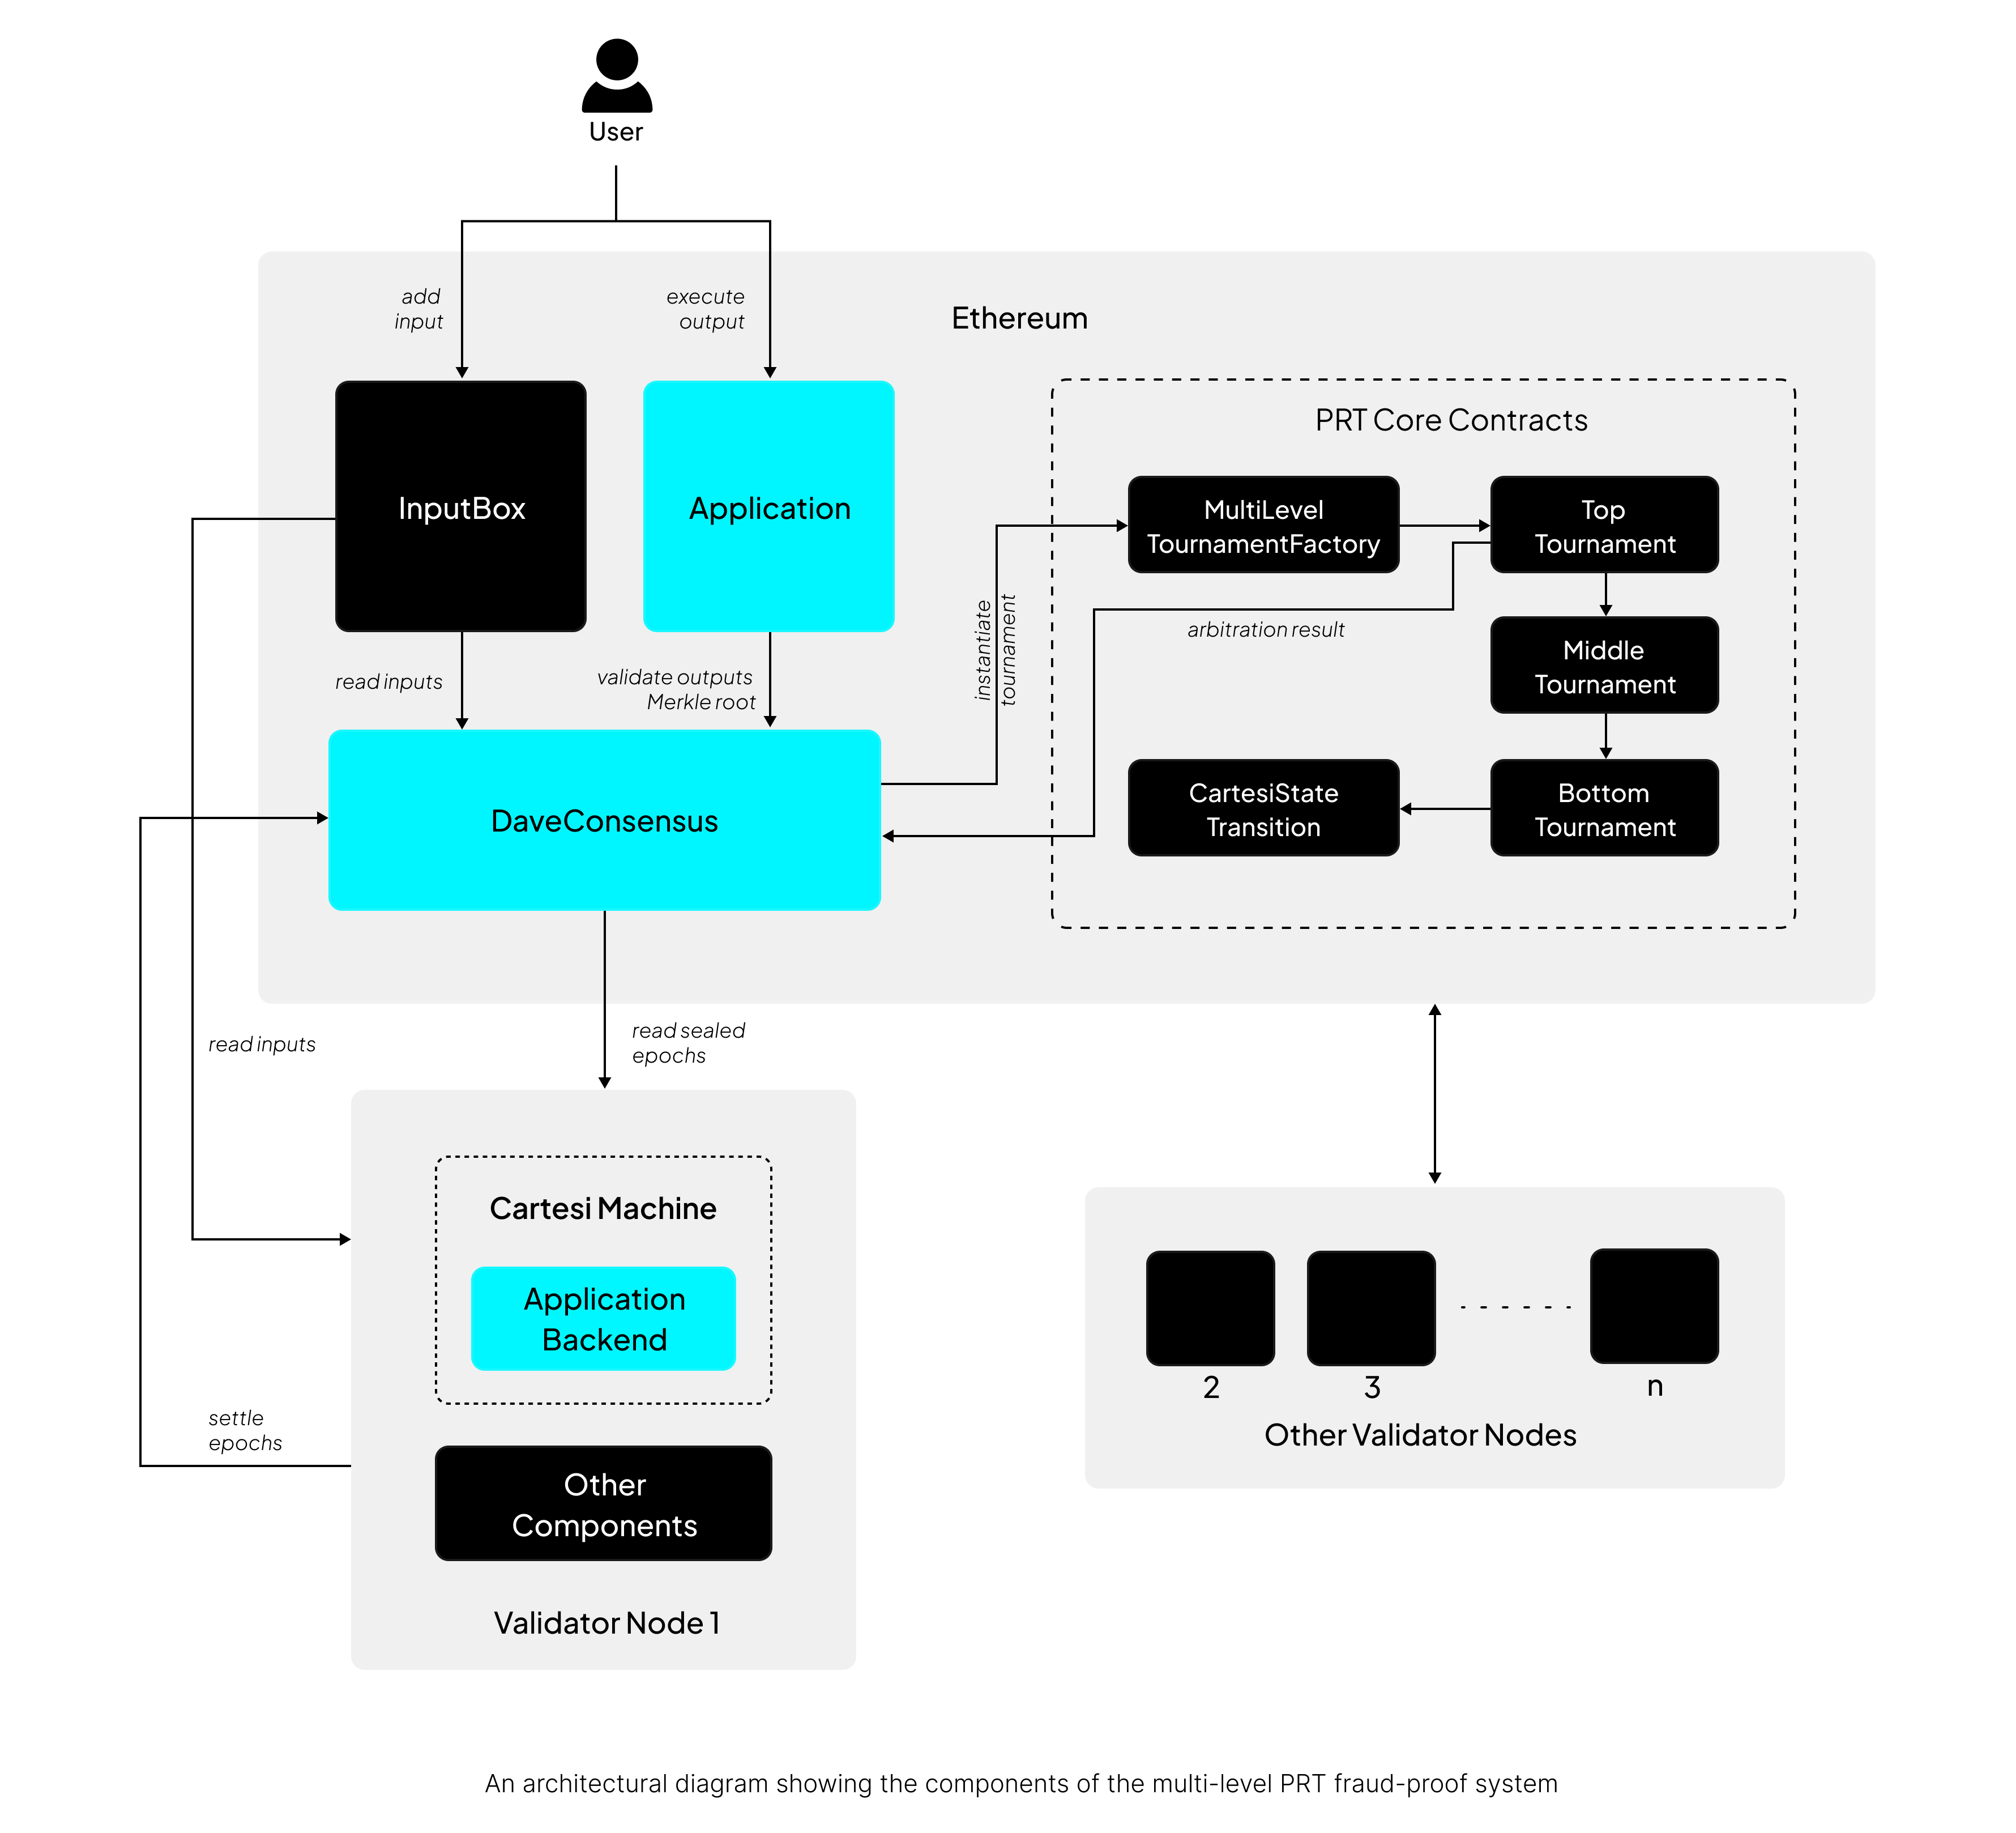 User
add
input
execute
output
Ethereum
InputBox
Application
PRT Core Contracts
MultiLevel
TournamentFactory
Top
Tournament
instantiate
tournament
arbitration result
Middle
Tournament
read inputs
validate outputs
Merkle root
DaveConsensus
CartesiState
Transition
Bottom
Tournament
read inputs
read sealed
epochs
Cartesi Machine
Application
Backend
settle
epochs
Other
Components
Validator Node 1
2
3
n
Other Validator Nodes
An architectural diagram showing the components of the multi-level PRT fraud-proof system